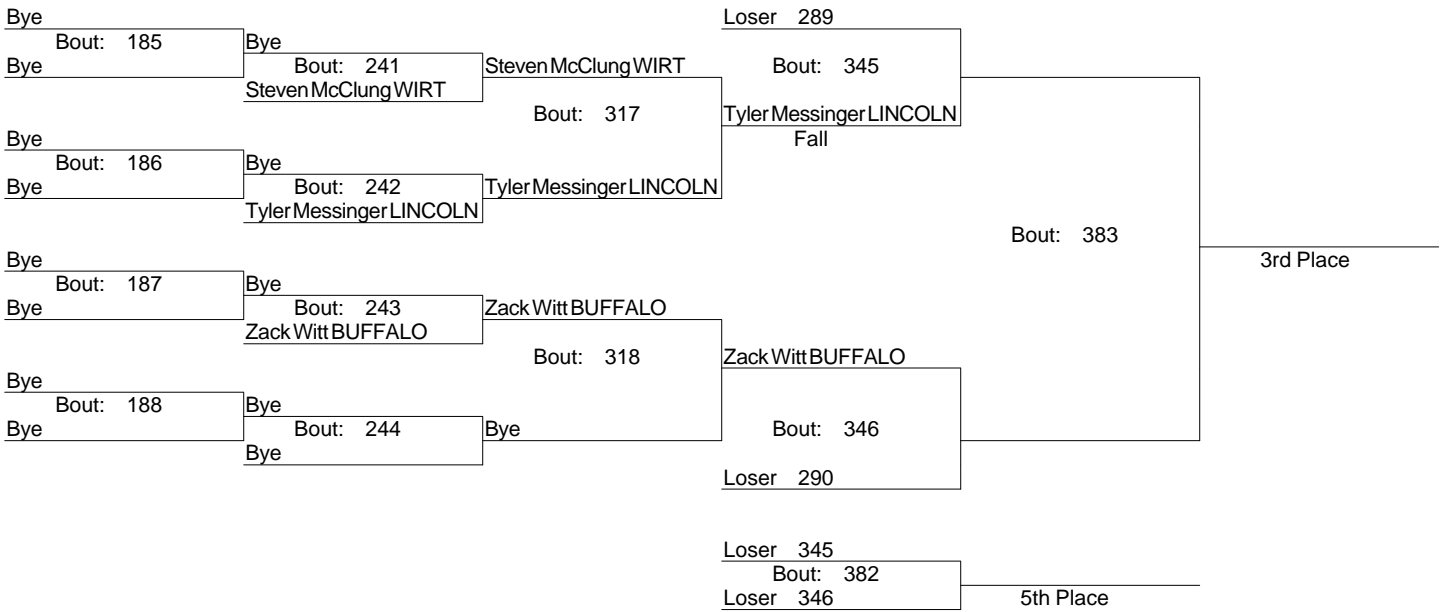 Bye
Loser 289
Bout: 185
Bye
Bye
Bout: 241
Steven McClung WIRT
Bout: 345
Steven McClung WIRT
Bout: 317
Tyler Messinger LINCOLN
Bye
Fall
Bout: 186
Bye
Bye
Bout: 242
Tyler Messinger LINCOLN
Tyler Messinger LINCOLN
Bout: 383
Bye
3rd Place
Bout: 187
Bye
Bye
Bout: 243
Zack Witt BUFFALO
Zack Witt BUFFALO
Bout: 318
Zack Witt BUFFALO
Bye
Bout: 188
Bye
Bye
Bout: 244
Bye
Bout: 346
Bye
Loser 290
Loser 345
Bout: 382
Loser 346
5th Place